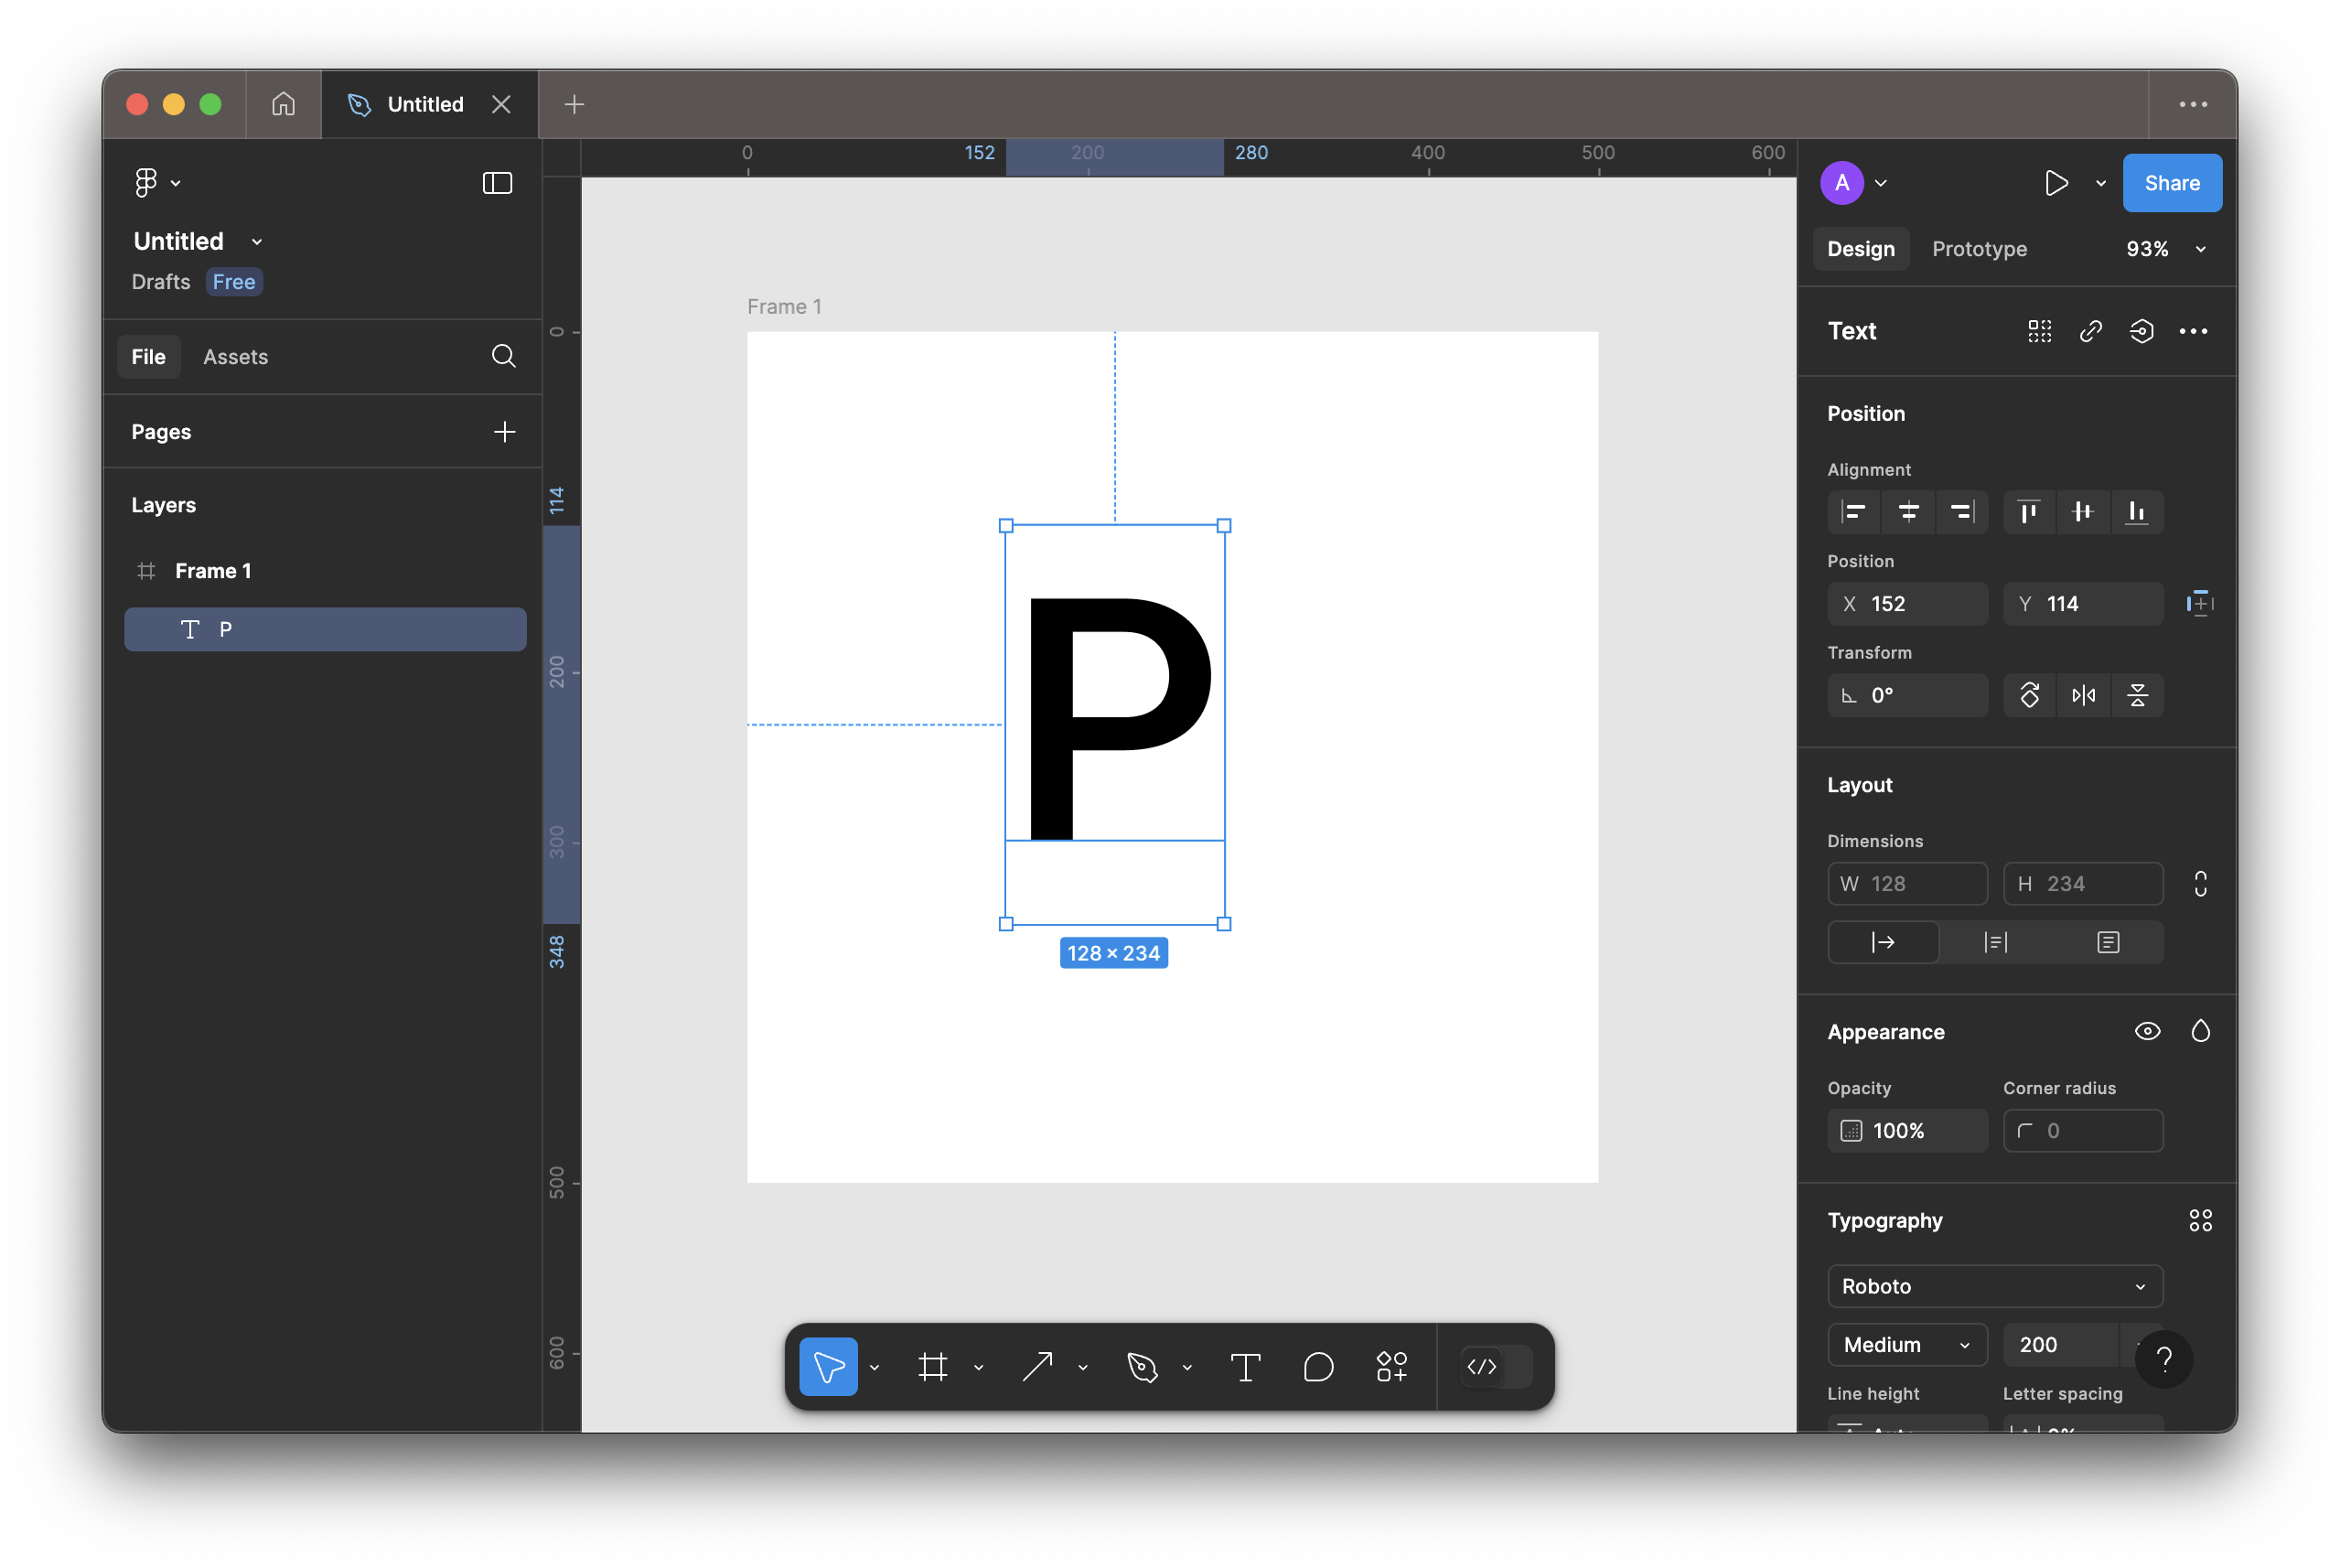 Untitled
0 152 200 280 400 500 600
A
Share
Untitled
Drafts Free
Design Prototype 93%
Frame 1
0
Text
File Assets
Position
Pages
Alignment
114
Layers
Position
X 152 Y 114
Frame 1
P
Transform
200
0°
P
Layout
300
Dimensions
W 128 H 234
348
128 × 234
Appearance
Opacity Corner radius
100% 0
500
Typography
Roboto
600
Medium 200
?
Line height Letter spacing